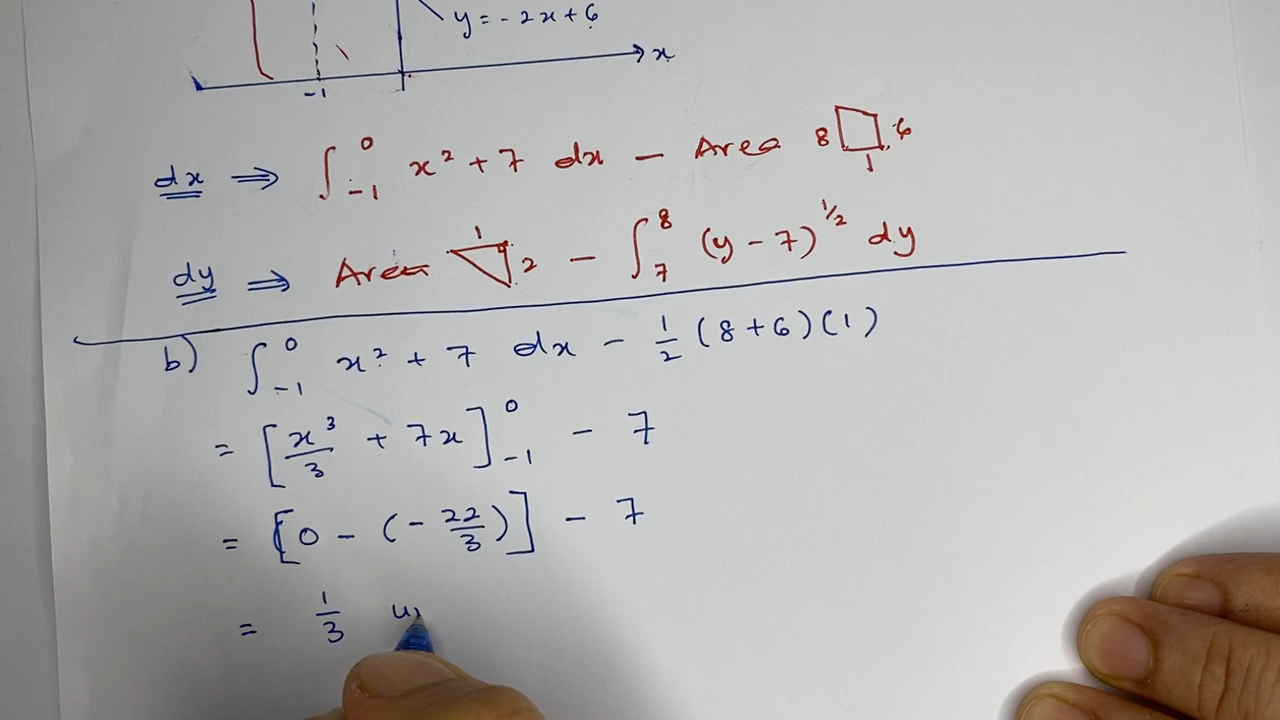 y = - 2x + 6
x
-1
dx ⇒ ∫₋₁⁰ x² + 7 dx - Area 8 6 1
dy ⇒ Area 1 2 - ∫₇⁸ (y - 7)^{1/2} dy
b) ∫₋₁⁰ x² + 7 dx - 1/2 (8 + 6)(1)
= [x³/3 + 7x]₋₁⁰ - 7
= [0 - (- 22/3)] - 7
= 1/3